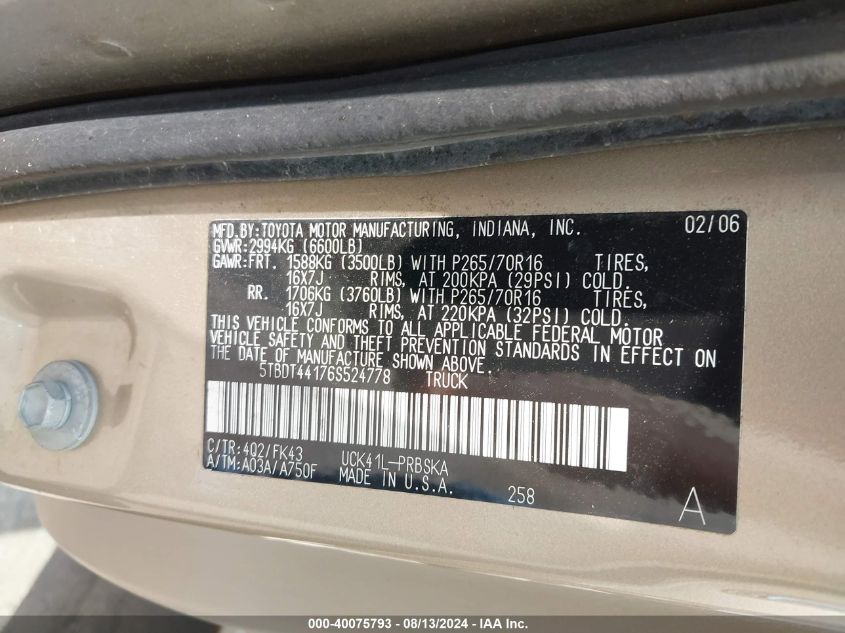 MFD.BY:TOYOTA MOTOR MANUFACTURING, INDIANA, INC. 02/06
GVWR:2994KG (6600LB)
GAWR:FRT. 1588KG (3500LB) WITH P265/70R16 TIRES,
16X7J RIMS, AT 200KPA (29PSI) COLD.
RR. 1706KG (3760LB) WITH P265/70R16 TIRES,
16X7J RIMS, AT 220KPA (32PSI) COLD.
THIS VEHICLE CONFORMS TO ALL APPLICABLE FEDERAL MOTOR
VEHICLE SAFETY AND THEFT PREVENTION STANDARDS IN EFFECT ON
THE DATE OF MANUFACTURE SHOWN ABOVE.
5TBDT44176S524778 TRUCK
C/TR:4Q2/FK43 UCK41L-PRBSKA
A/TM:A03A/A750F MADE IN U.S.A. 258
A
000-40075793 - 08/13/2024 - IAA Inc.